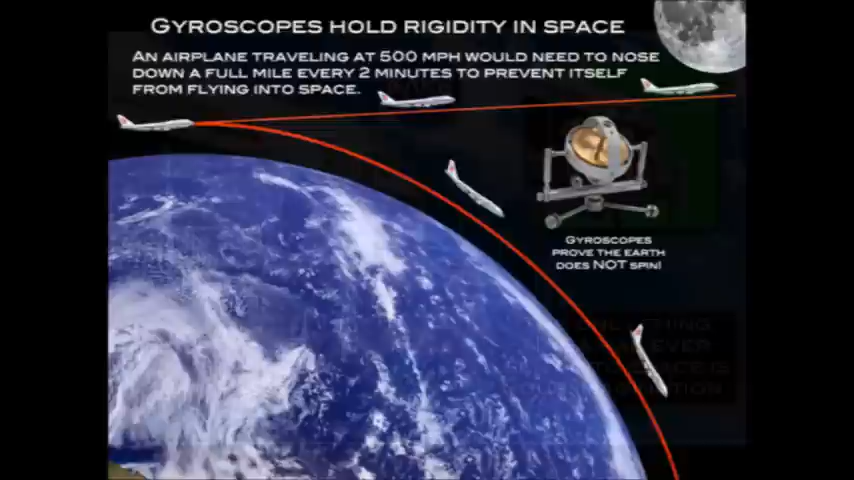 GYROSCOPES HOLD RIGIDITY IN SPACE
AN AIRPLANE TRAVELING AT 500 MPH WOULD NEED TO NOSE
DOWN A FULL MILE EVERY 2 MINUTES TO PREVENT ITSELF
FROM FLYING INTO SPACE.
GYROSCOPES
PROVE THE EARTH
DOES NOT SPIN!